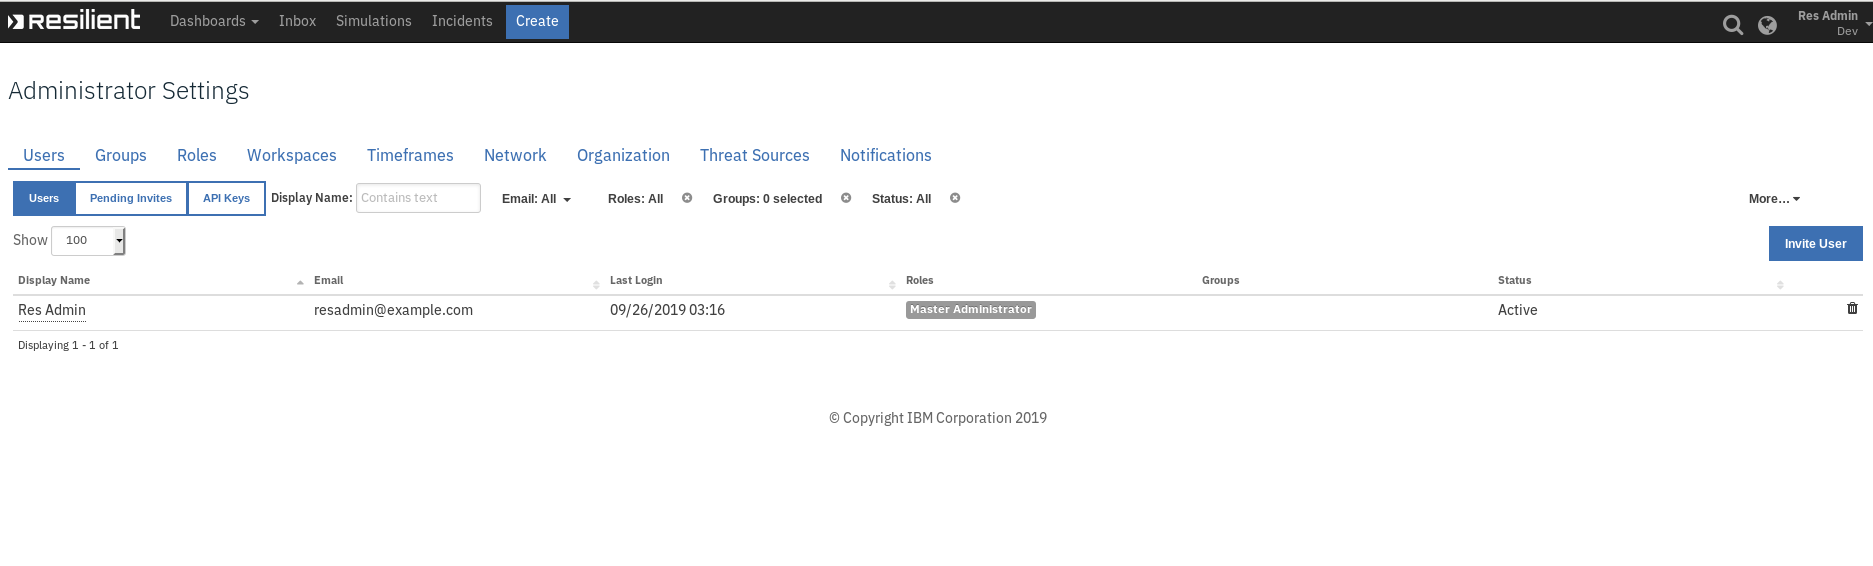 Resilient Dashboards Inbox Simulations Incidents Create Res Admin
Dev
Administrator Settings
Users Groups Roles Workspaces Timeframes Network Organization Threat Sources Notifications
Users Pending Invites API Keys Display Name: Contains text Email: All Roles: All Groups: 0 selected Status: All More...
Show 100 Invite User
Display Name Email Last Login Roles Groups Status
Res Admin resadmin@example.com 09/26/2019 03:16 Master Administrator Active
Displaying 1 - 1 of 1
© Copyright IBM Corporation 2019